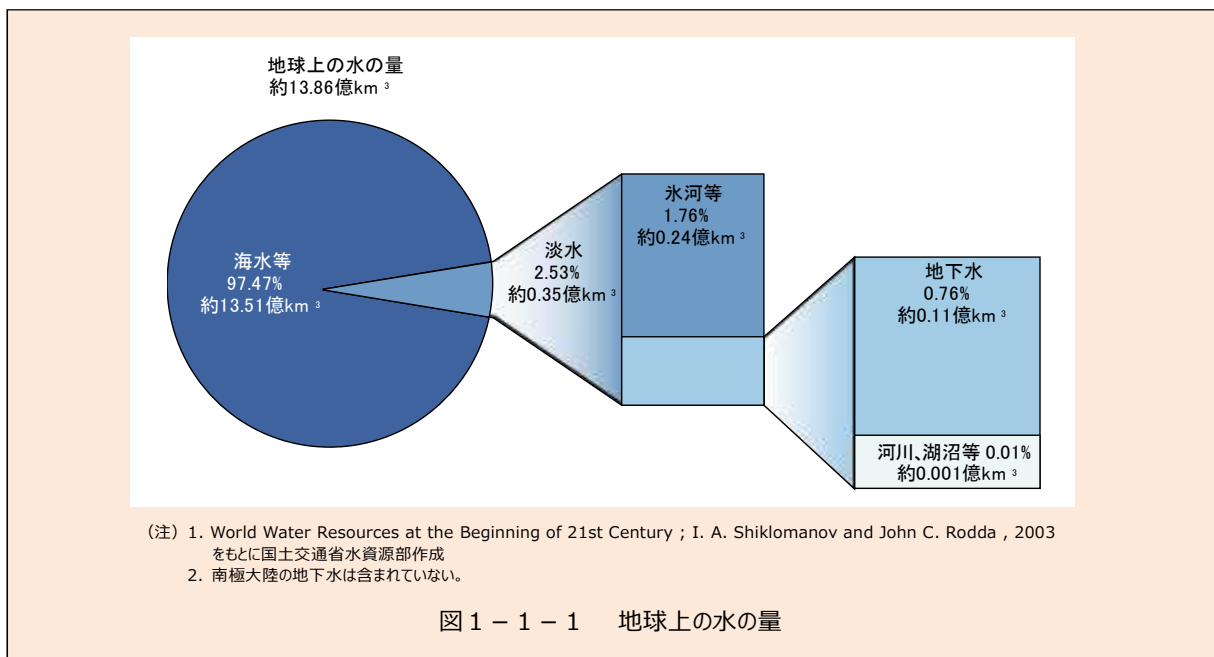 地球上の水の量
約13.86億km³
海水等
97.47%
約13.51億km³
淡水
2.53%
約0.35億km³
氷河等
1.76%
約0.24億km³
地下水
0.76%
約0.11億km³
河川、湖沼等 0.01%
約0.001億km³
（注）1. World Water Resources at the Beginning of 21st Century ; I. A. Shiklomanov and John C. Rodda , 2003
をもとに国土交通省水資源部作成
2. 南極大陸の地下水は含まれていない。
図１－１－１　地球上の水の量